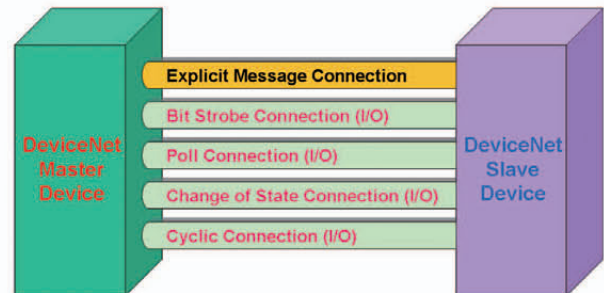 Explicit Message Connection
Bit Strobe Connection (I/O)
Poll Connection (I/O)
Change of State Connection (I/O)
Cyclic Connection (I/O)
DeviceNet
Master
Device
DeviceNet
Slave
Device